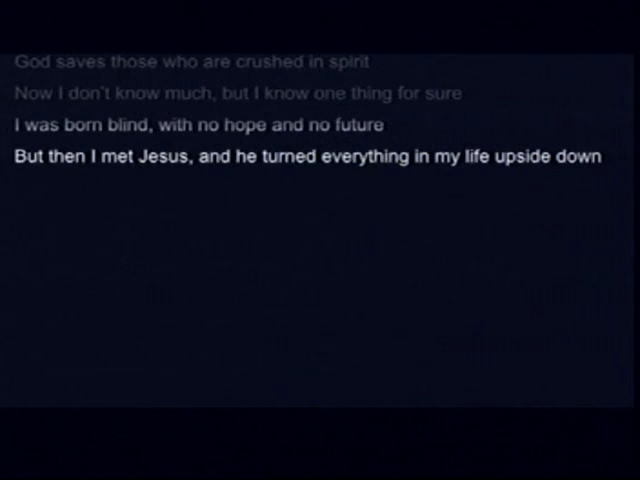 God saves those who are crushed in spirit
Now I don't know much, but I know one thing for sure
I was born blind, with no hope and no future
But then I met Jesus, and he turned everything in my life upside down